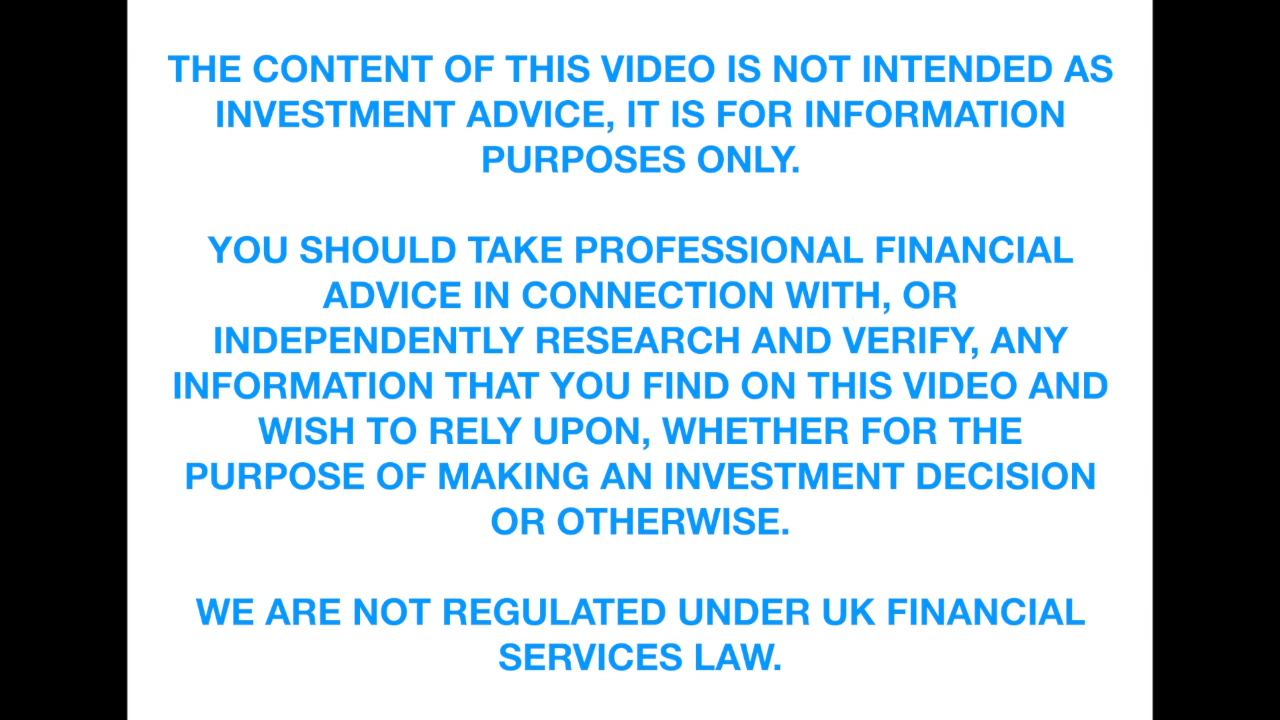 THE CONTENT OF THIS VIDEO IS NOT INTENDED AS
INVESTMENT ADVICE, IT IS FOR INFORMATION
PURPOSES ONLY.
YOU SHOULD TAKE PROFESSIONAL FINANCIAL
ADVICE IN CONNECTION WITH, OR
INDEPENDENTLY RESEARCH AND VERIFY, ANY
INFORMATION THAT YOU FIND ON THIS VIDEO AND
WISH TO RELY UPON, WHETHER FOR THE
PURPOSE OF MAKING AN INVESTMENT DECISION
OR OTHERWISE.
WE ARE NOT REGULATED UNDER UK FINANCIAL
SERVICES LAW.